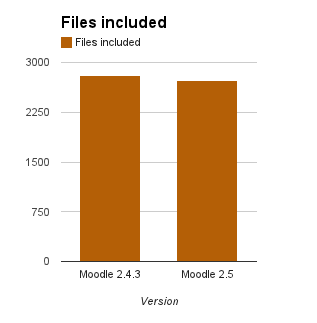 Files included
Files included
3000
2250
1500
750
0
Moodle 2.4.3 Moodle 2.5
Version